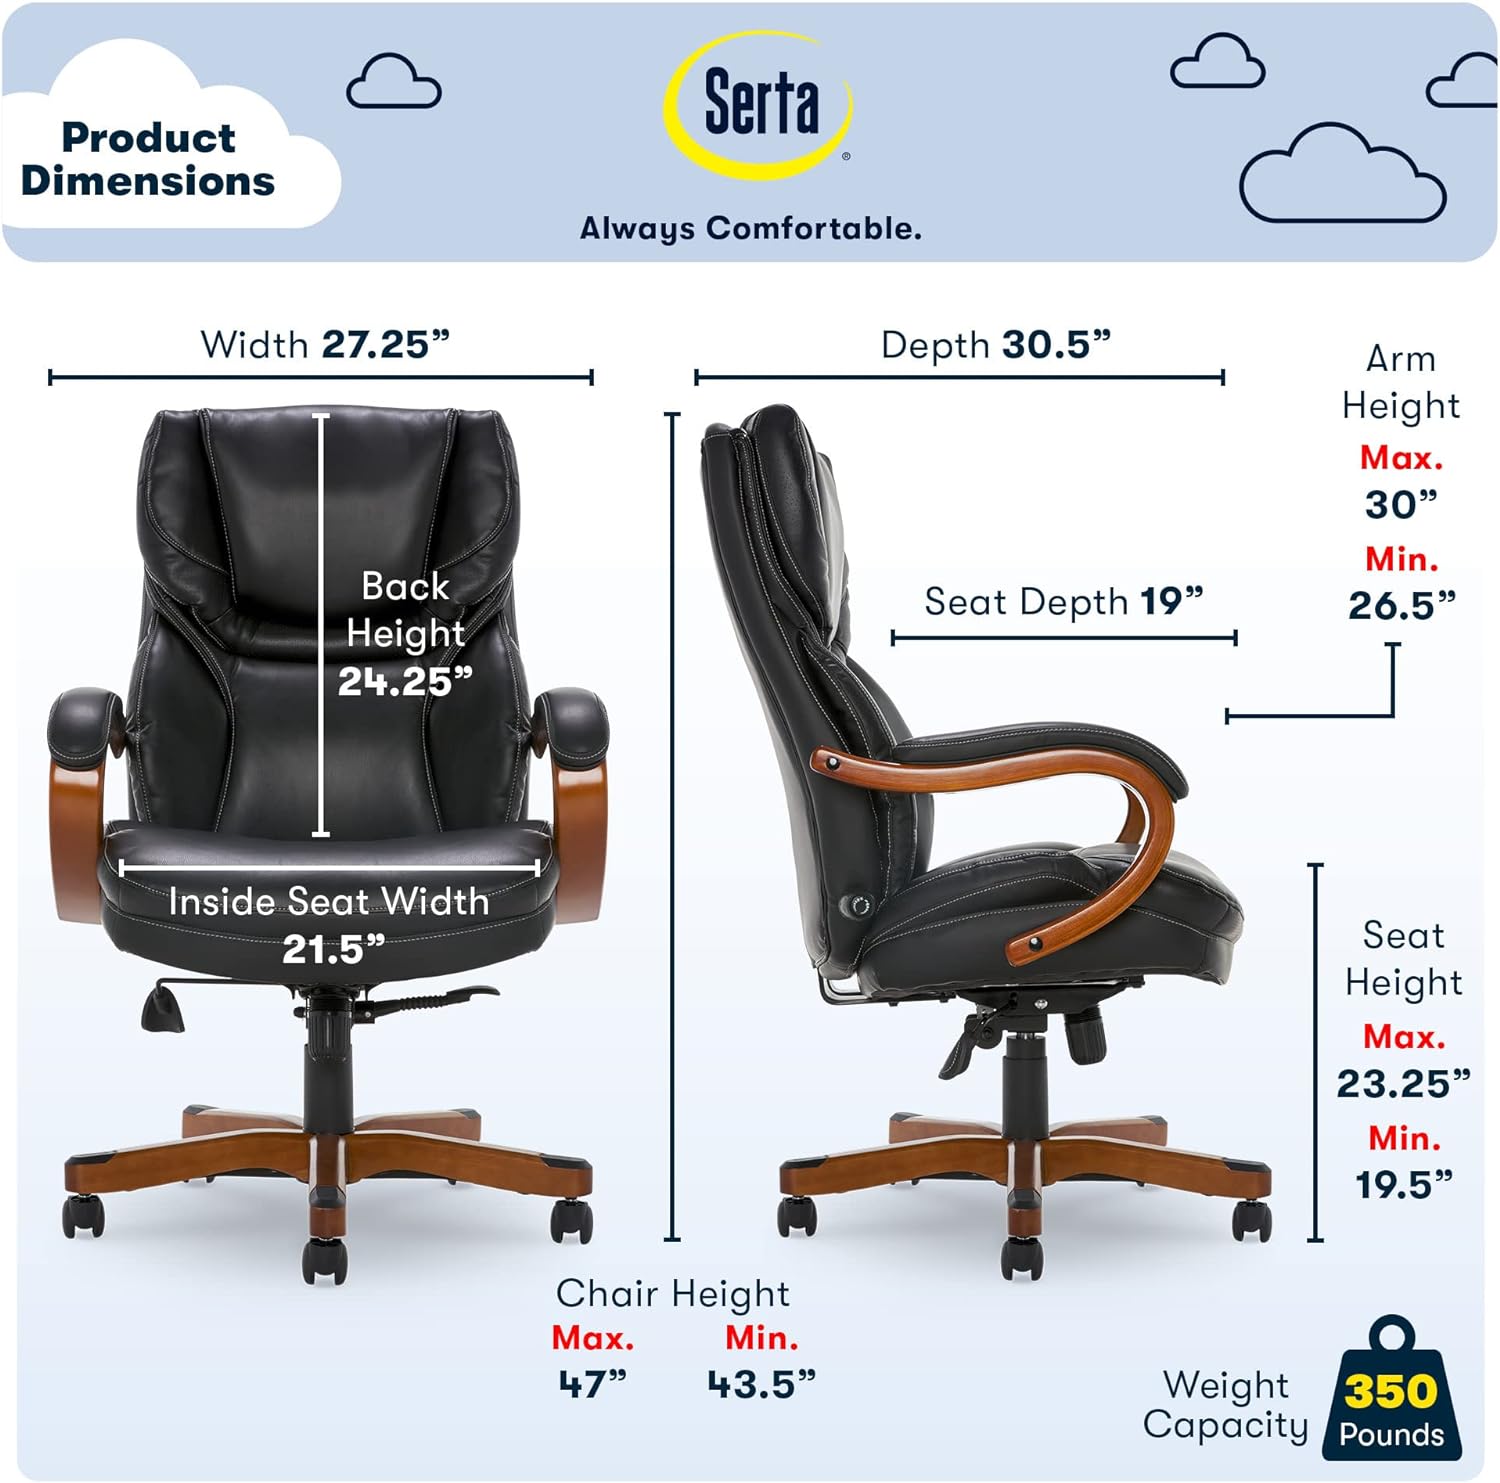 Product
Dimensions
Serta
®
Always Comfortable.
Width 27.25”
Depth 30.5”
Arm
Height
Max.
30”
Min.
26.5”
Back
Height
24.25”
Seat Depth 19”
Inside Seat Width
21.5”
Seat
Height
Max.
23.25”
Min.
19.5”
Chair Height
Max. Min.
47” 43.5”
Weight
Capacity
350
Pounds